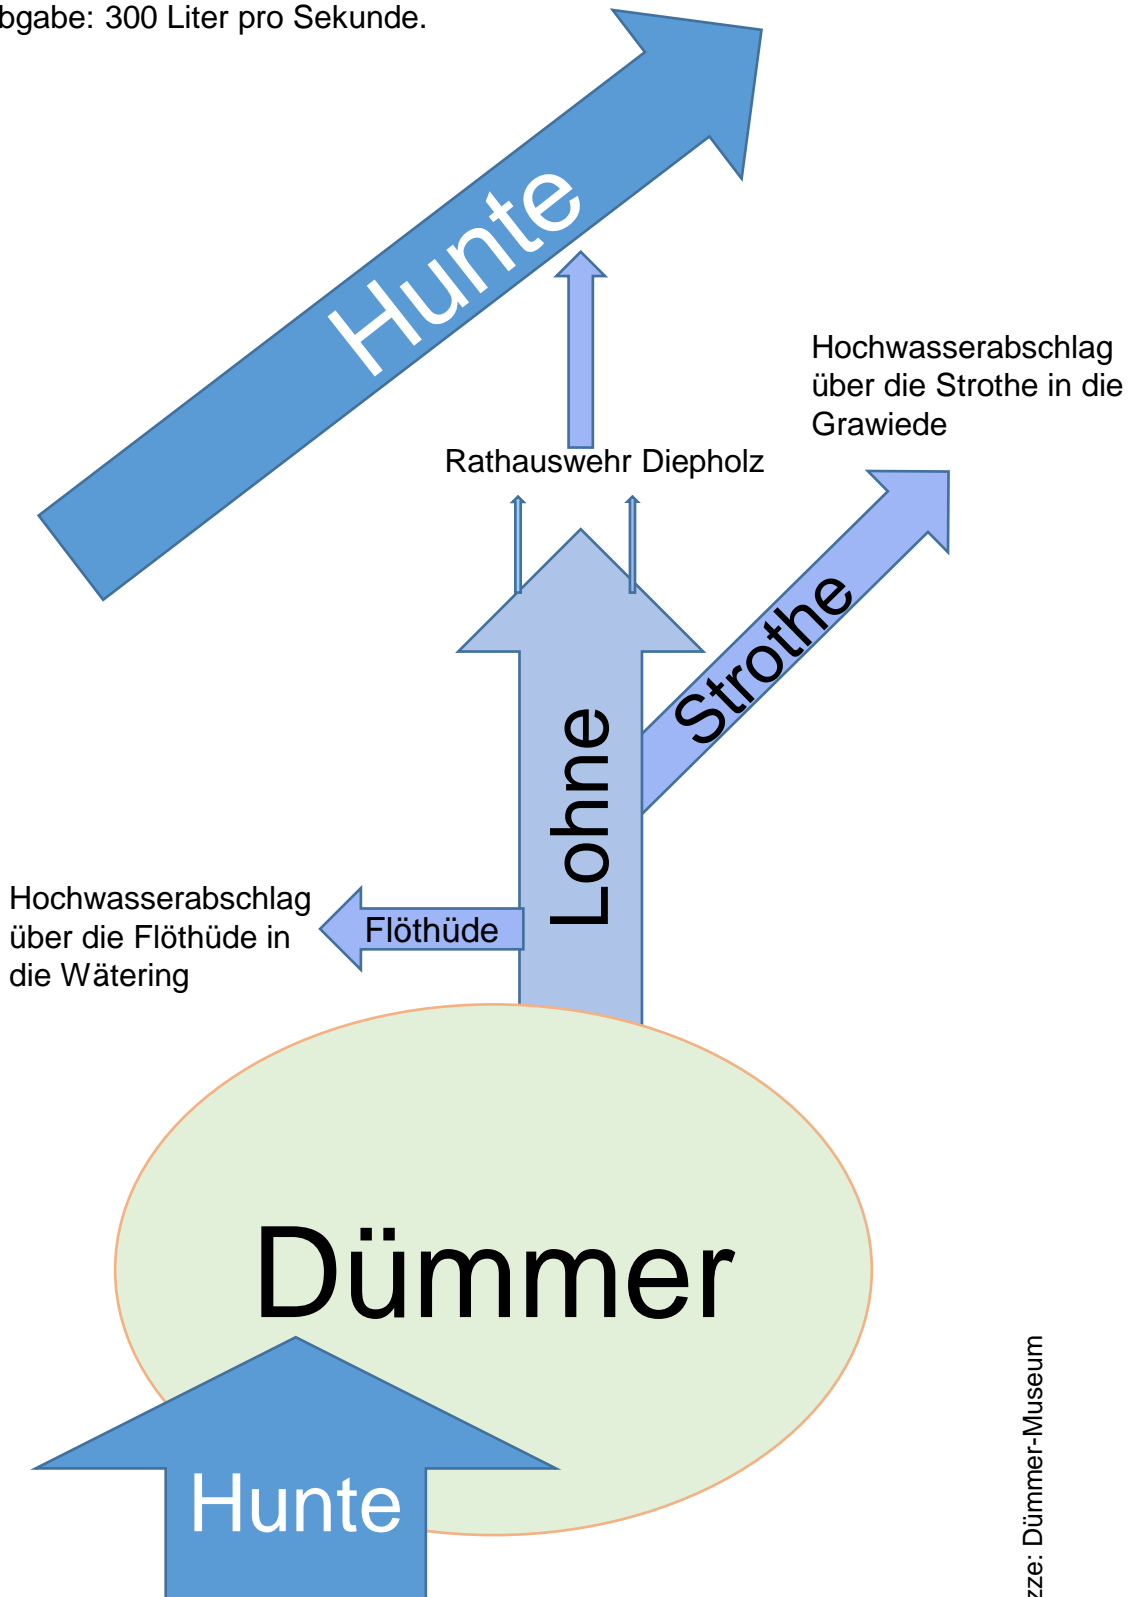 bgabe: 300 Liter pro Sekunde.
Hunte
Hochwasserabschlag
über die Strothe in die
Grawiede
Rathauswehr Diepholz
Strothe
Lohne
Hochwasserabschlag
über die Flöthüde in
die Wätering
Flöthüde
Dümmer
Hunte
zze: Dümmer-Museum